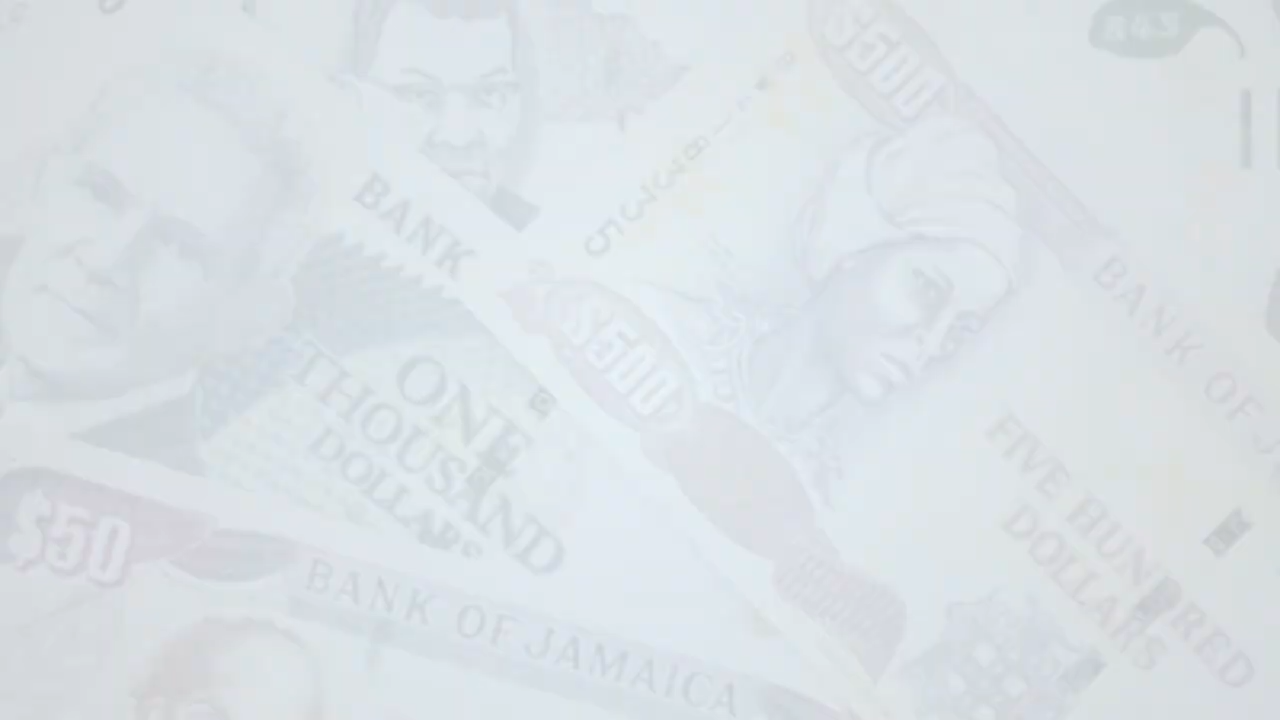 $500
BANK
BANK OF J
$500
ONE
THOUSAND
DOLLARS
FIVE HUNDRED
DOLLARS
$50
BANK OF JAMAICA